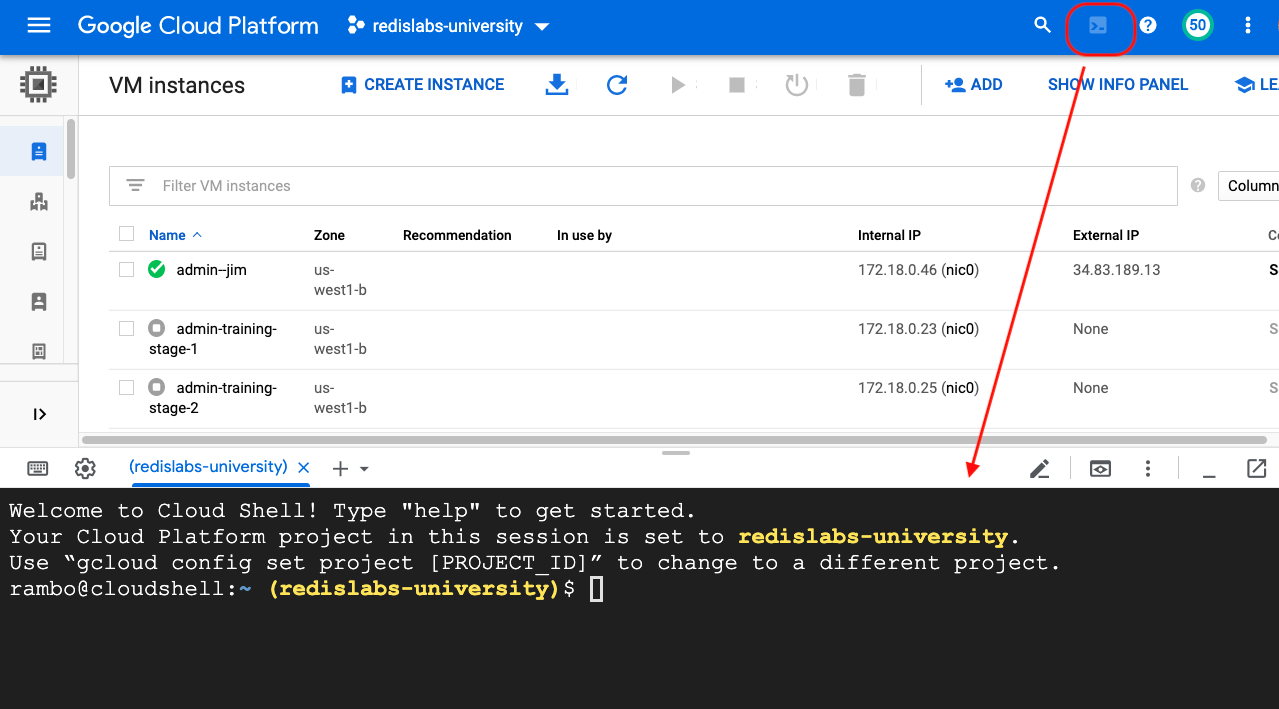 Google Cloud Platform redislabs-university 50
VM instances CREATE INSTANCE ADD SHOW INFO PANEL LEA
Filter VM instances Column
Name Zone Recommendation In use by Internal IP External IP
admin--jim us-west1-b 172.18.0.46 (nic0) 34.83.189.13 S
admin-training-stage-1 us-west1-b 172.18.0.23 (nic0) None S
admin-training-stage-2 us-west1-b 172.18.0.25 (nic0) None S
(redislabs-university)
Welcome to Cloud Shell! Type "help" to get started.
Your Cloud Platform project in this session is set to redislabs-university.
Use “gcloud config set project [PROJECT_ID]” to change to a different project.
rambo@cloudshell:~ (redislabs-university)$